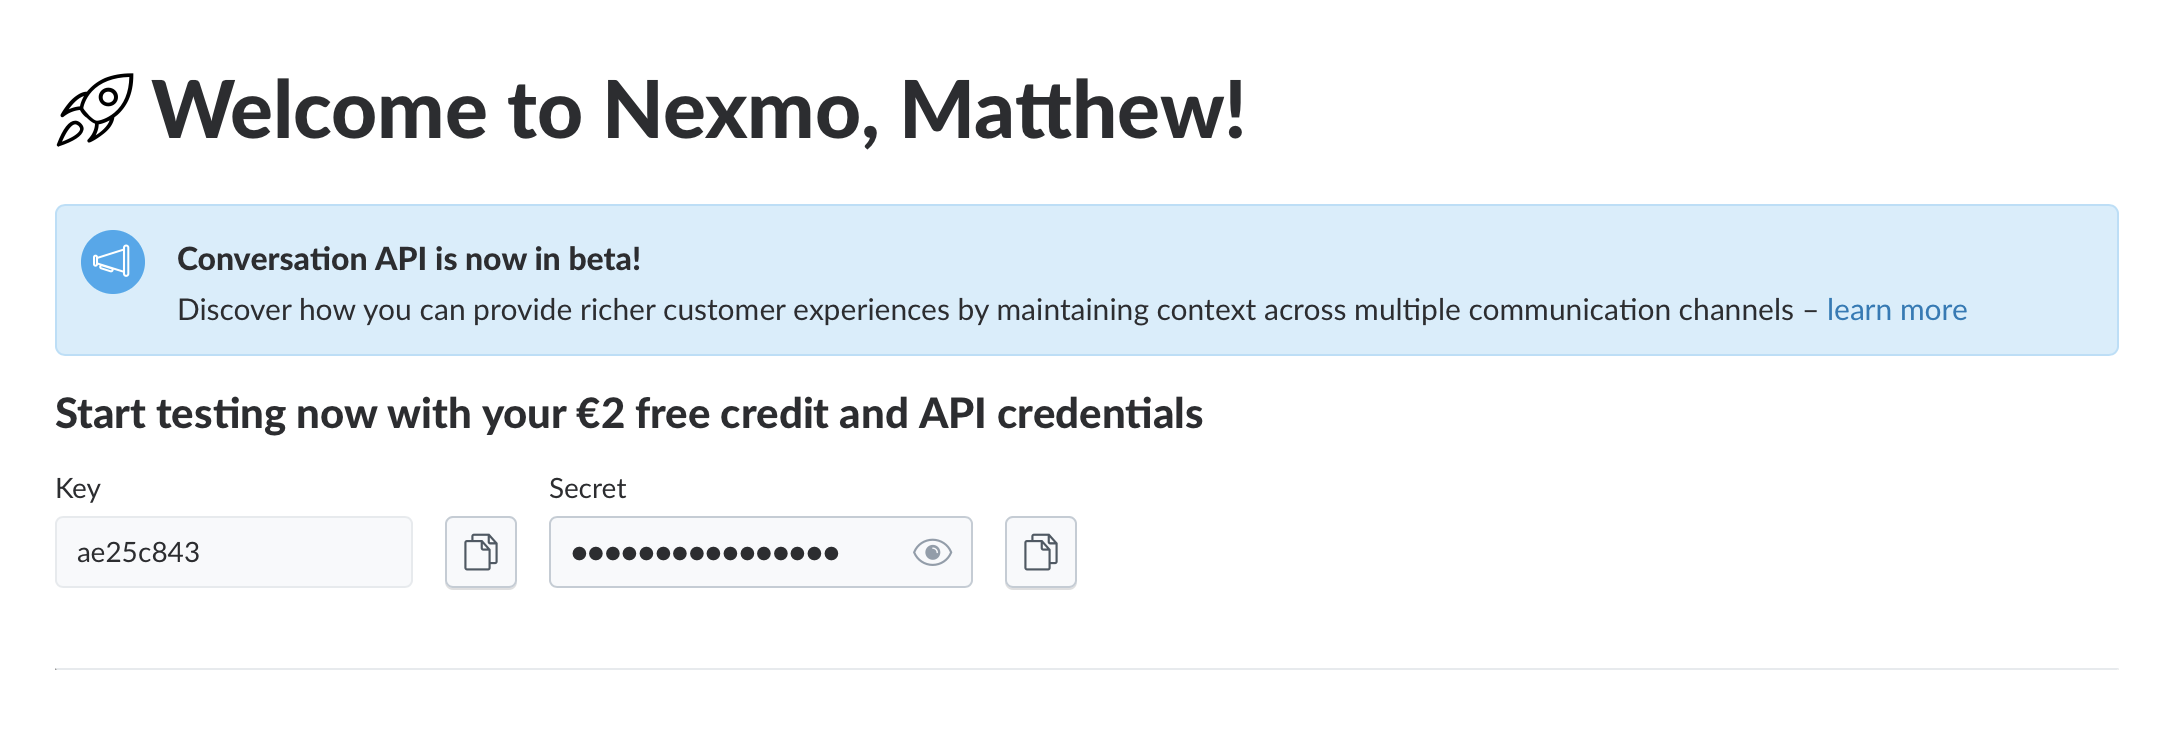 Welcome to Nexmo, Matthew!
Conversation API is now in beta!
Discover how you can provide richer customer experiences by maintaining context across multiple communication channels – learn more
Start testing now with your €2 free credit and API credentials
Key
Secret
ae25c843
••••••••••••••••